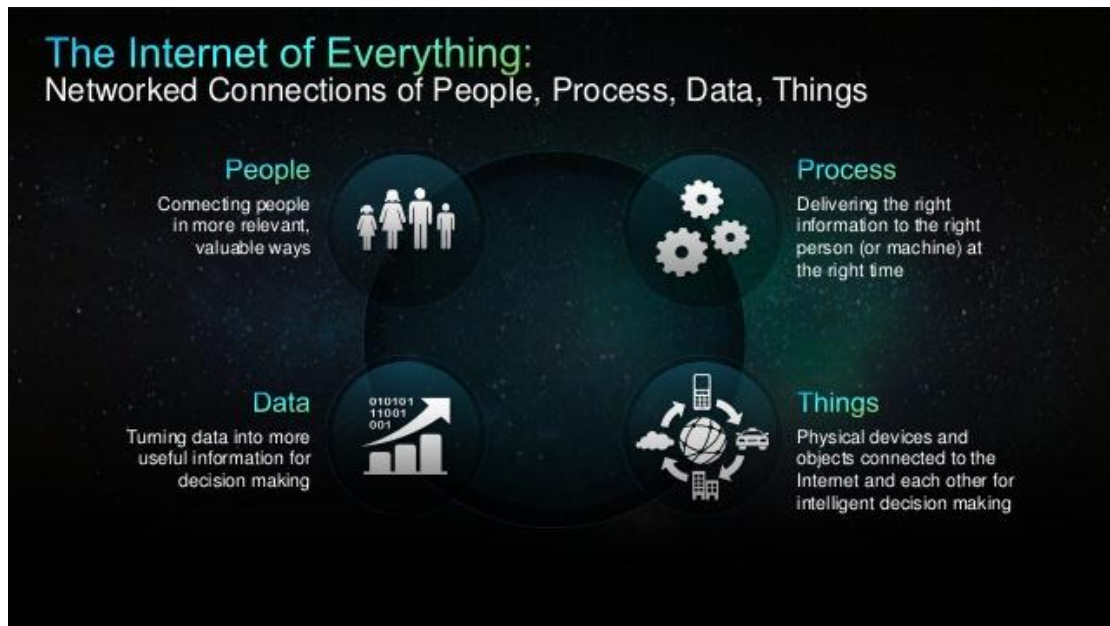 The Internet of Everything:
Networked Connections of People, Process, Data, Things
People
Connecting people
in more relevant,
valuable ways
Process
Delivering the right
information to the right
person (or machine) at
the right time
Data
Turning data into more
useful information for
decision making
010101
11001
001
Things
Physical devices and
objects connected to the
Internet and each other for
intelligent decision making